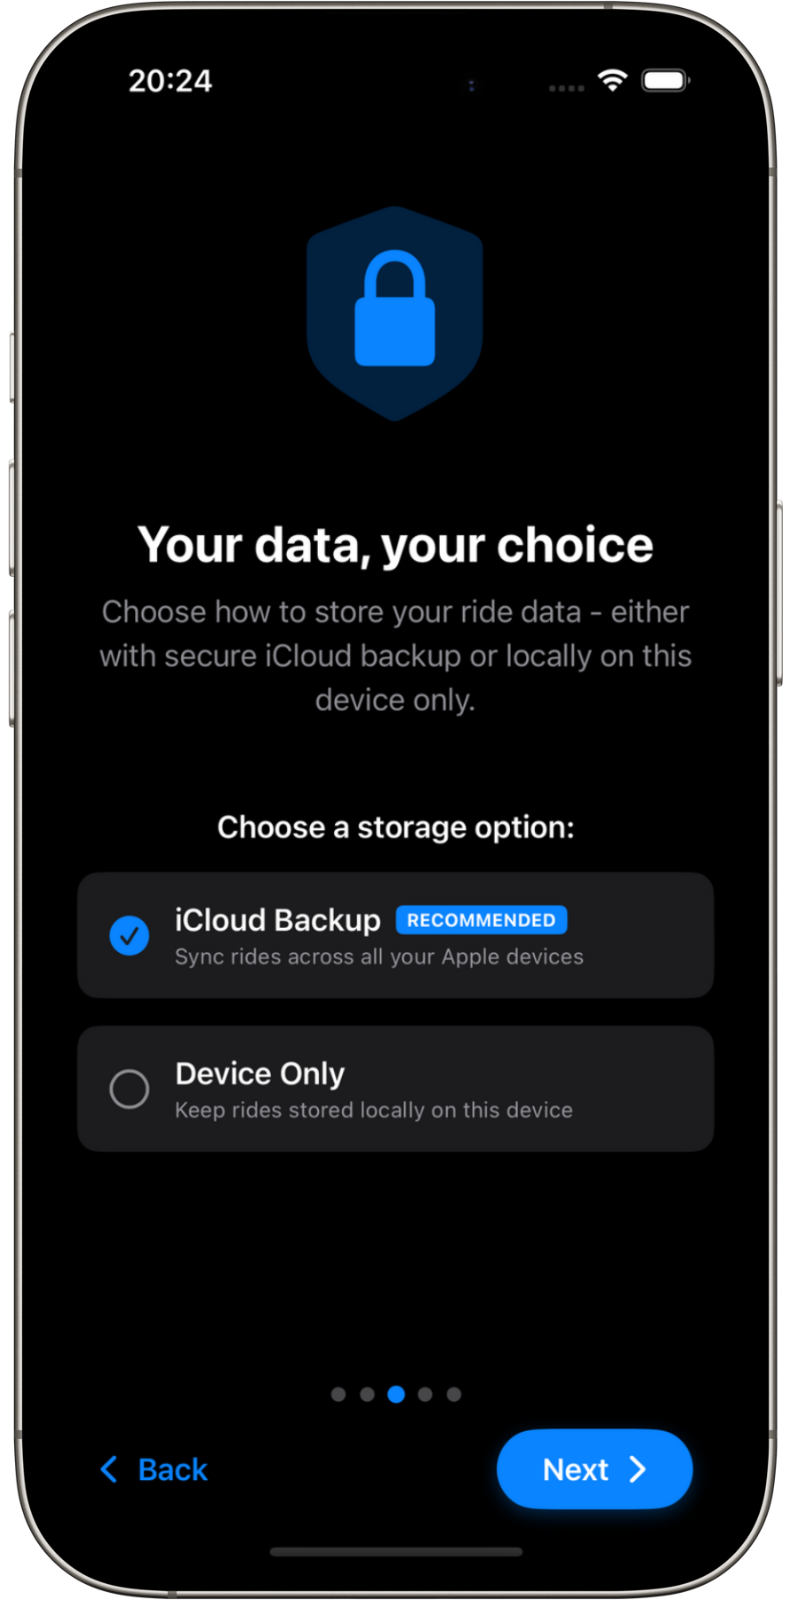 20:24
Your data, your choice
Choose how to store your ride data - either
with secure iCloud backup or locally on this
device only.
Choose a storage option:
iCloud Backup RECOMMENDED
Sync rides across all your Apple devices
Device Only
Keep rides stored locally on this device
Back
Next